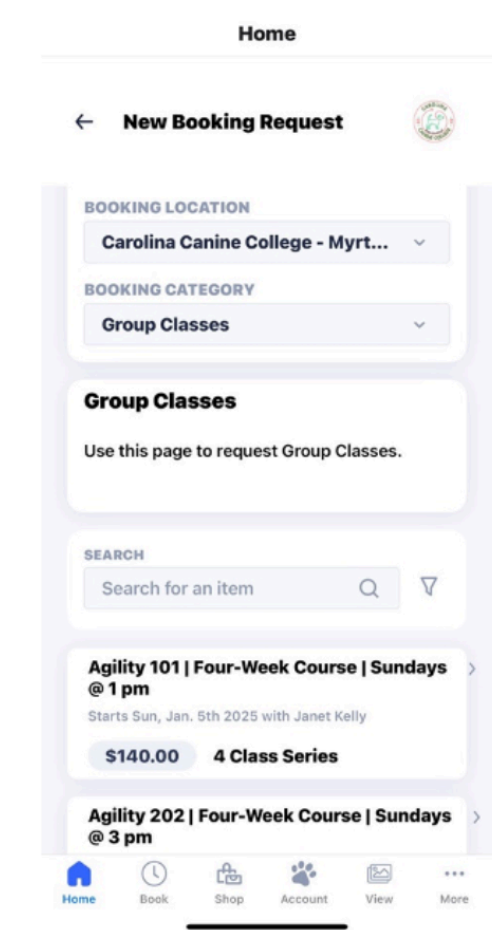 Home
New Booking Request
BOOKING LOCATION
Carolina Canine College - Myrt...
BOOKING CATEGORY
Group Classes
Group Classes
Use this page to request Group Classes.
SEARCH
Search for an item
Agility 101 | Four-Week Course | Sundays
@ 1 pm
Starts Sun, Jan. 5th 2025 with Janet Kelly
$140.00 4 Class Series
Agility 202 | Four-Week Course | Sundays
@ 3 pm
Home Book Shop Account View More